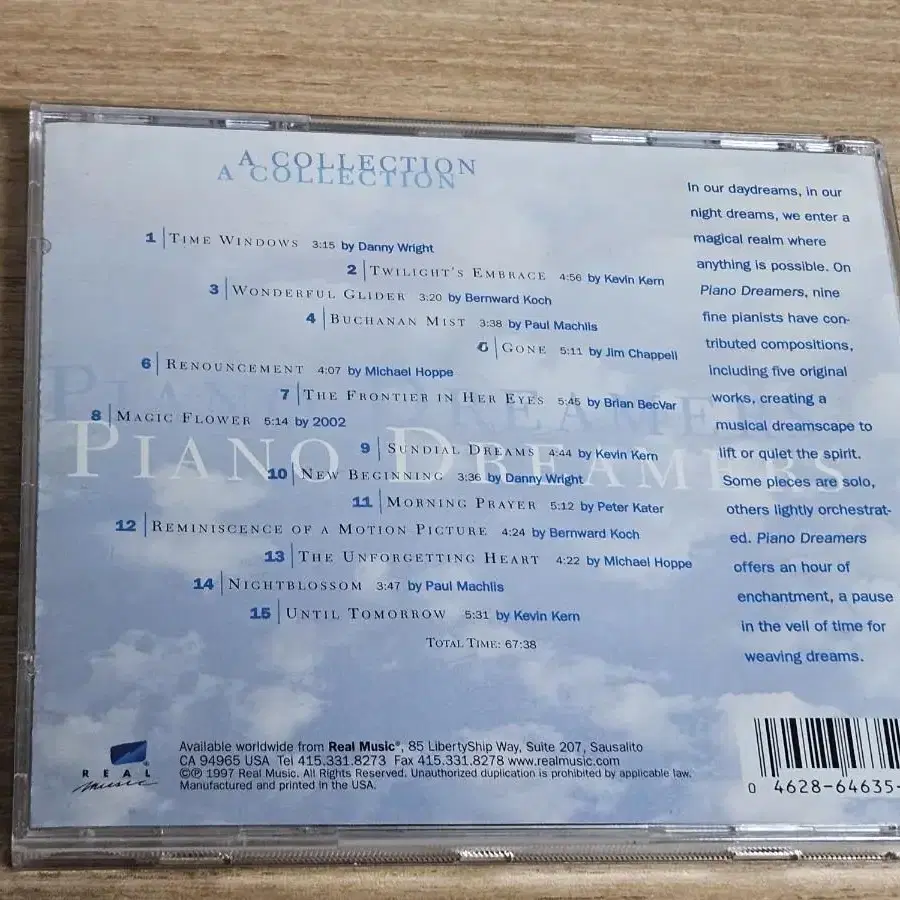 A COLLECTION
A COLLECTION
1 TIME WINDOWS 3:15 by Danny Wright
2 TWILIGHT'S EMBRACE 4:56 by Kevin Kern
3 WONDERFUL GLIDER 3:20 by Bernward Koch
4 BUCHANAN MIST 3:38 by Paul Machlis
5 GONE 5:11 by Jim Chappell
6 RENOUNCEMENT 4:07 by Michael Hoppe
7 THE FRONTIER IN HER EYES 5:45 by Brian BecVar
8 MAGIC FLOWER 5:14 by 2002
9 SUNDIAL DREAMS 4:44 by Kevin Kern
10 NEW BEGINNING 3:36 by Danny Wright
11 MORNING PRAYER 5:12 by Peter Kater
12 REMINISCENCE OF A MOTION PICTURE 4:24 by Bernward Koch
13 THE UNFORGETTING HEART 4:22 by Michael Hoppe
14 NIGHTBLOSSOM 3:47 by Paul Machlis
15 UNTIL TOMORROW 5:31 by Kevin Kern
TOTAL TIME: 67:38
PIANO DREAMERS
PIANO DREAMERS
In our daydreams, in our
night dreams, we enter a
magical realm where
anything is possible. On
Piano Dreamers, nine
fine pianists have con-
tributed compositions,
including five original
works, creating a
musical dreamscape to
lift or quiet the spirit.
Some pieces are solo,
others lightly orchestrat-
ed. Piano Dreamers
offers an hour of
enchantment, a pause
in the veil of time for
weaving dreams.
REAL
music
Available worldwide from Real Music®, 85 LibertyShip Way, Suite 207, Sausalito
CA 94965 USA Tel 415.331.8273 Fax 415.331.8278 www.realmusic.com
©℗ 1997 Real Music. All Rights Reserved. Unauthorized duplication is prohibited by applicable law.
Manufactured and printed in the USA.
0 4628-64635-